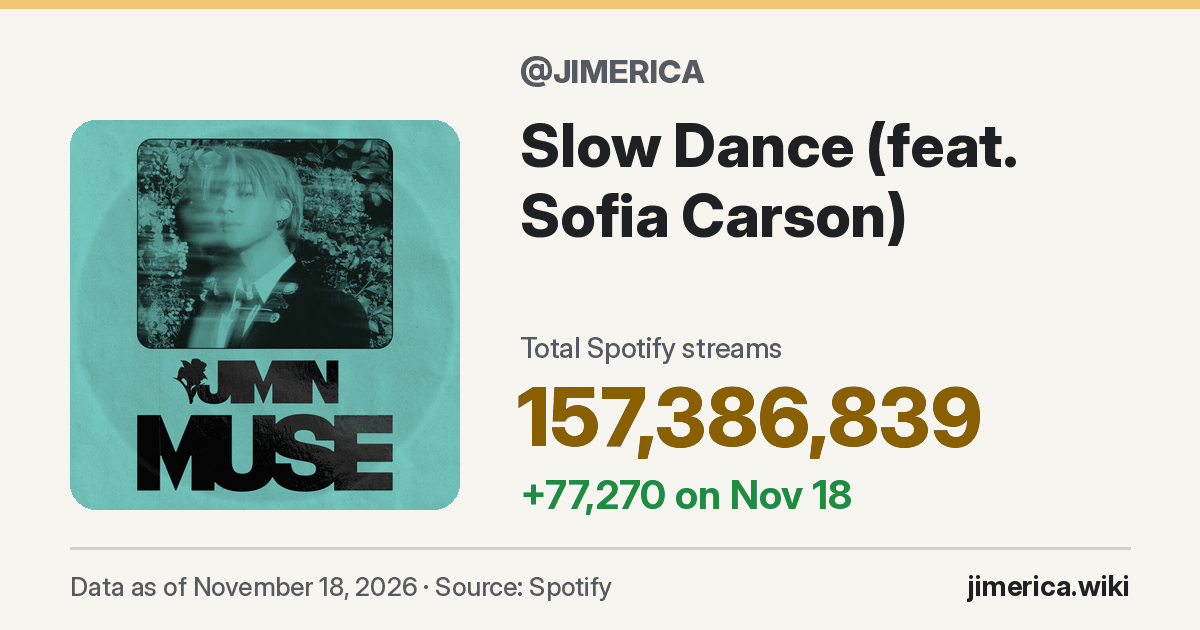 @JIMERICA
Slow Dance (feat.
Sofia Carson)
JIMIN
MUSE
Total Spotify streams
157,386,839
+77,270 on Nov 18
Data as of November 18, 2026 · Source: Spotify
jimerica.wiki